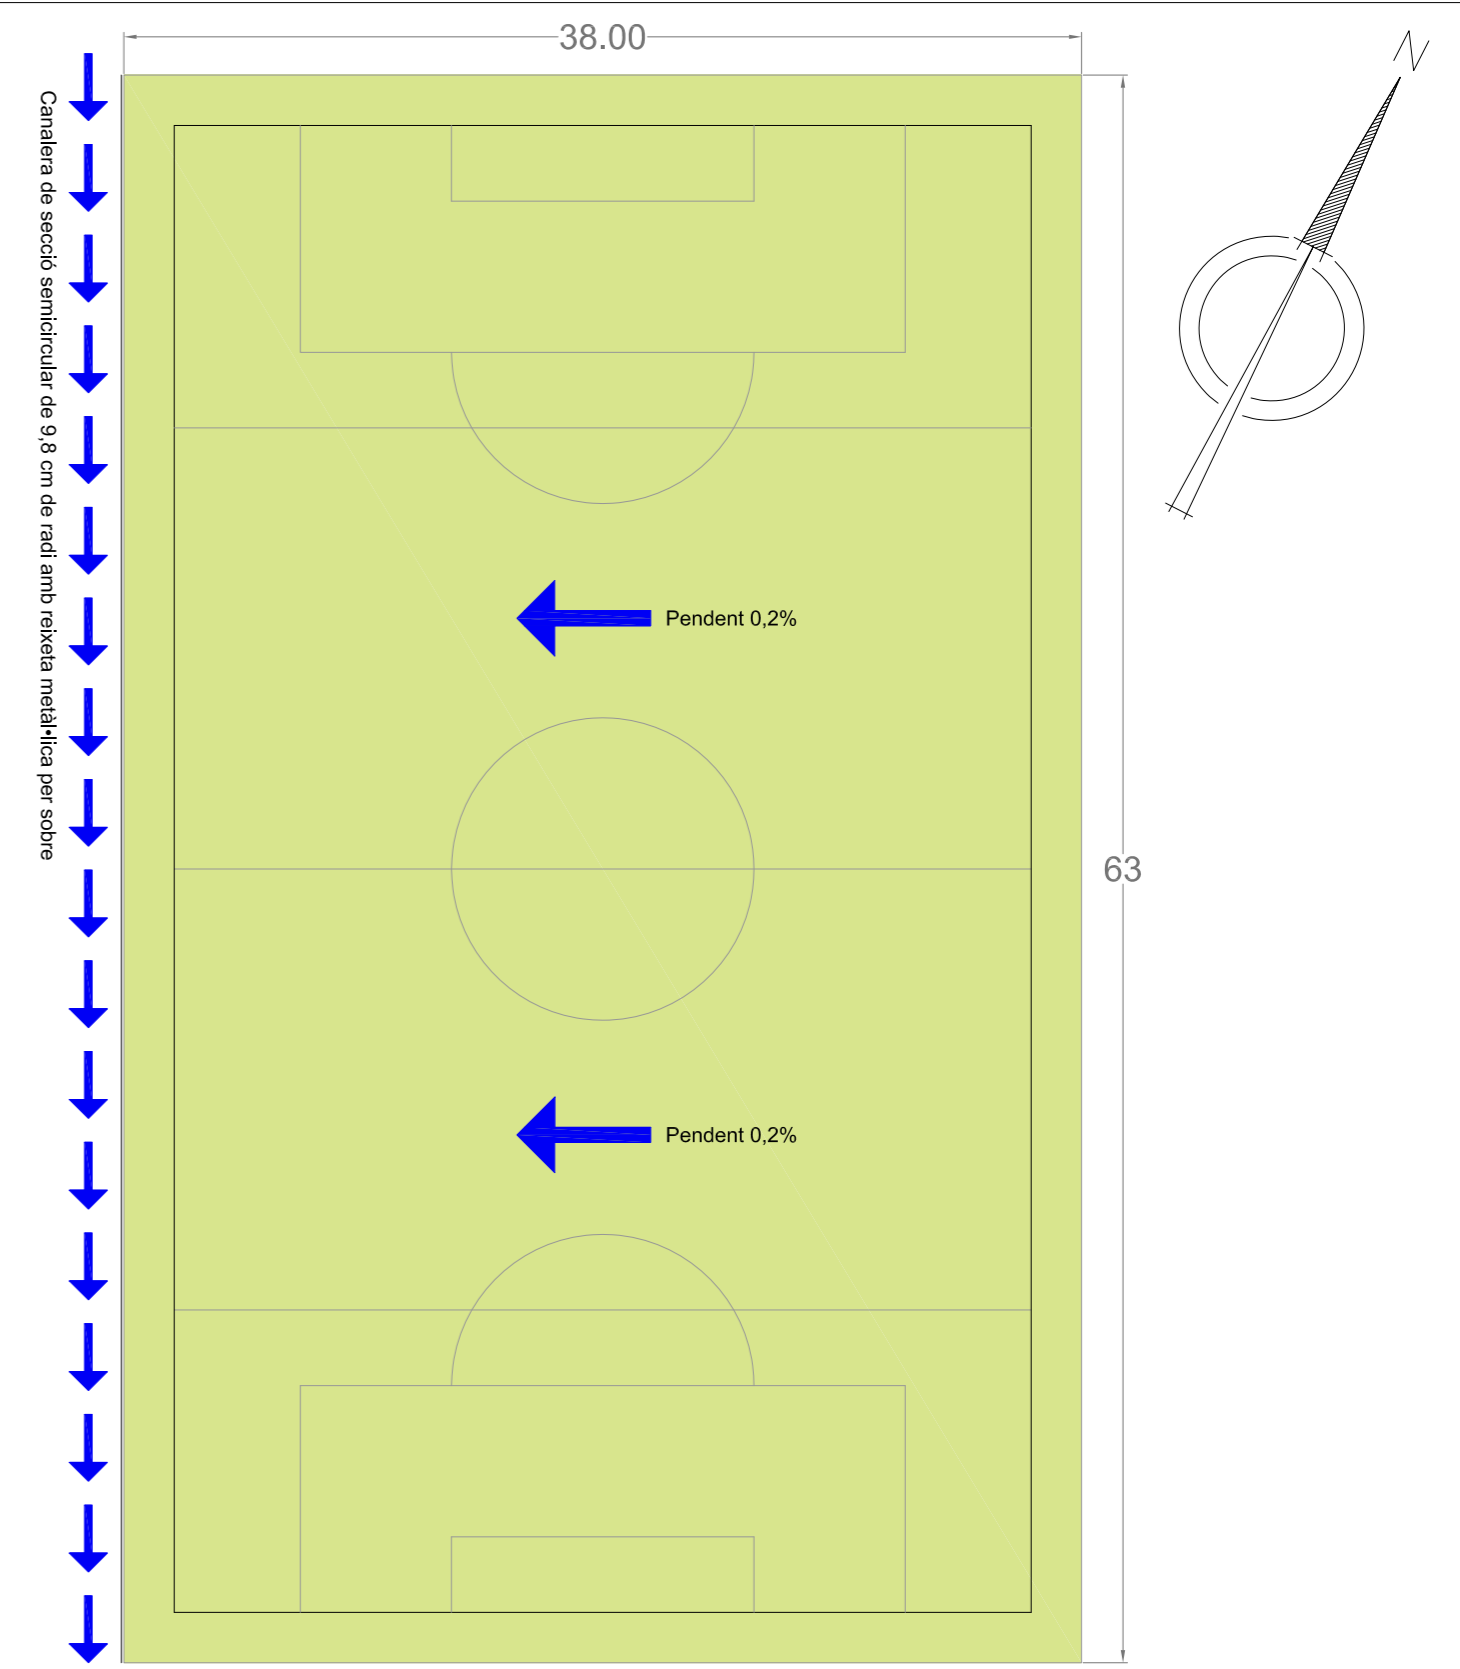 38.00
N
Canalera de secció semicircular de 9,8 cm de radi amb reixeta metàl•lica per sobre
Pendent 0,2%
63
Pendent 0,2%